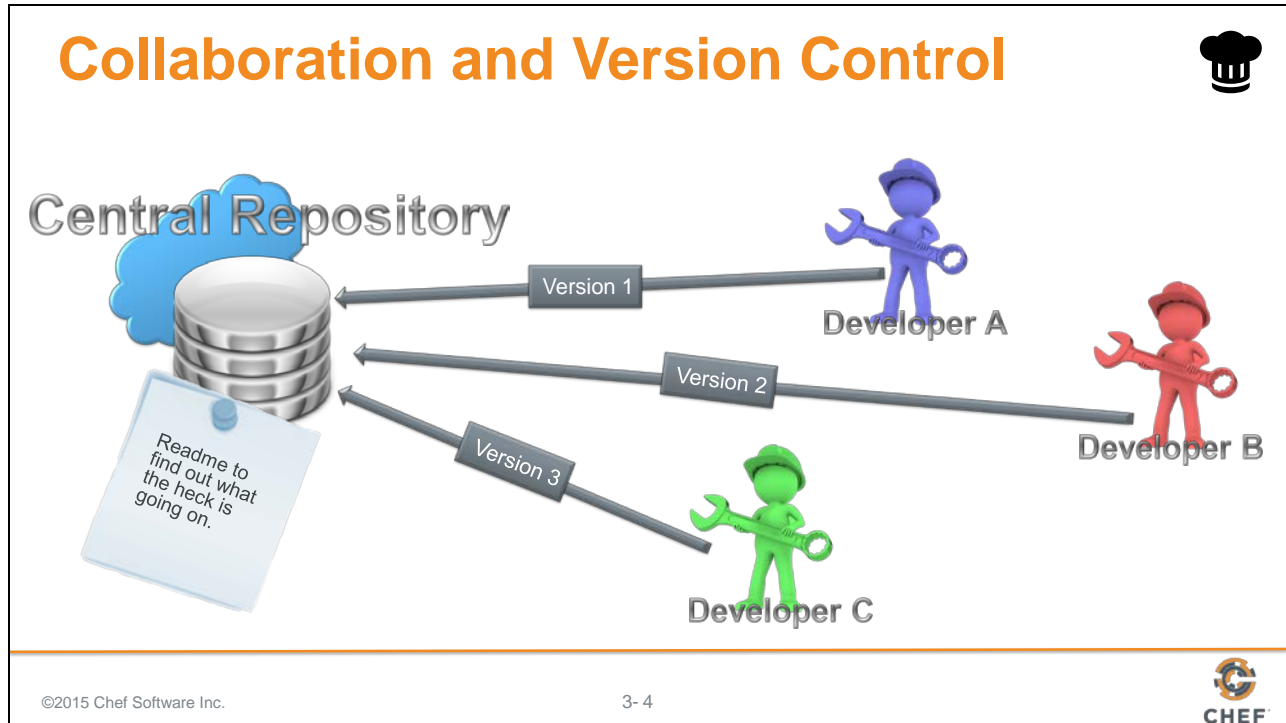 Collaboration and Version Control
Central Repository
Version 1
Developer A
Version 2
Developer B
Version 3
Developer C
Readme to
find out what
the heck is
going on.
©2015 Chef Software Inc.
3- 4
CHEF